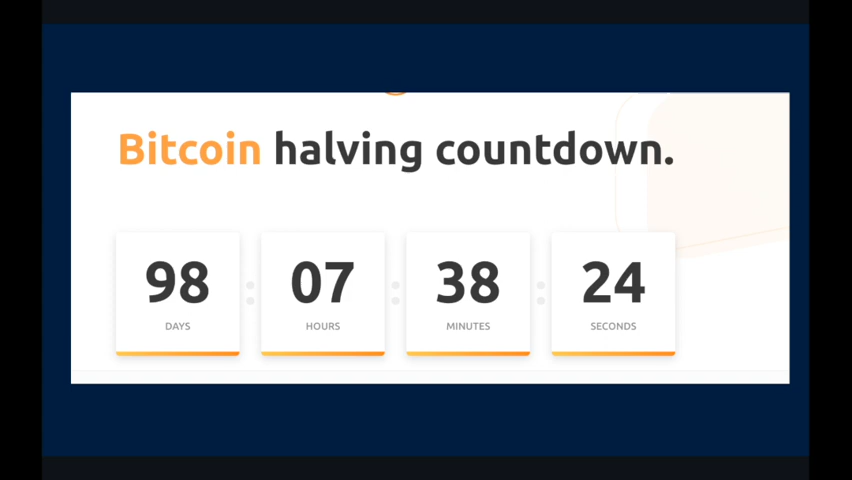 Bitcoin halving countdown.
98 07 38 24
DAYS HOURS MINUTES SECONDS